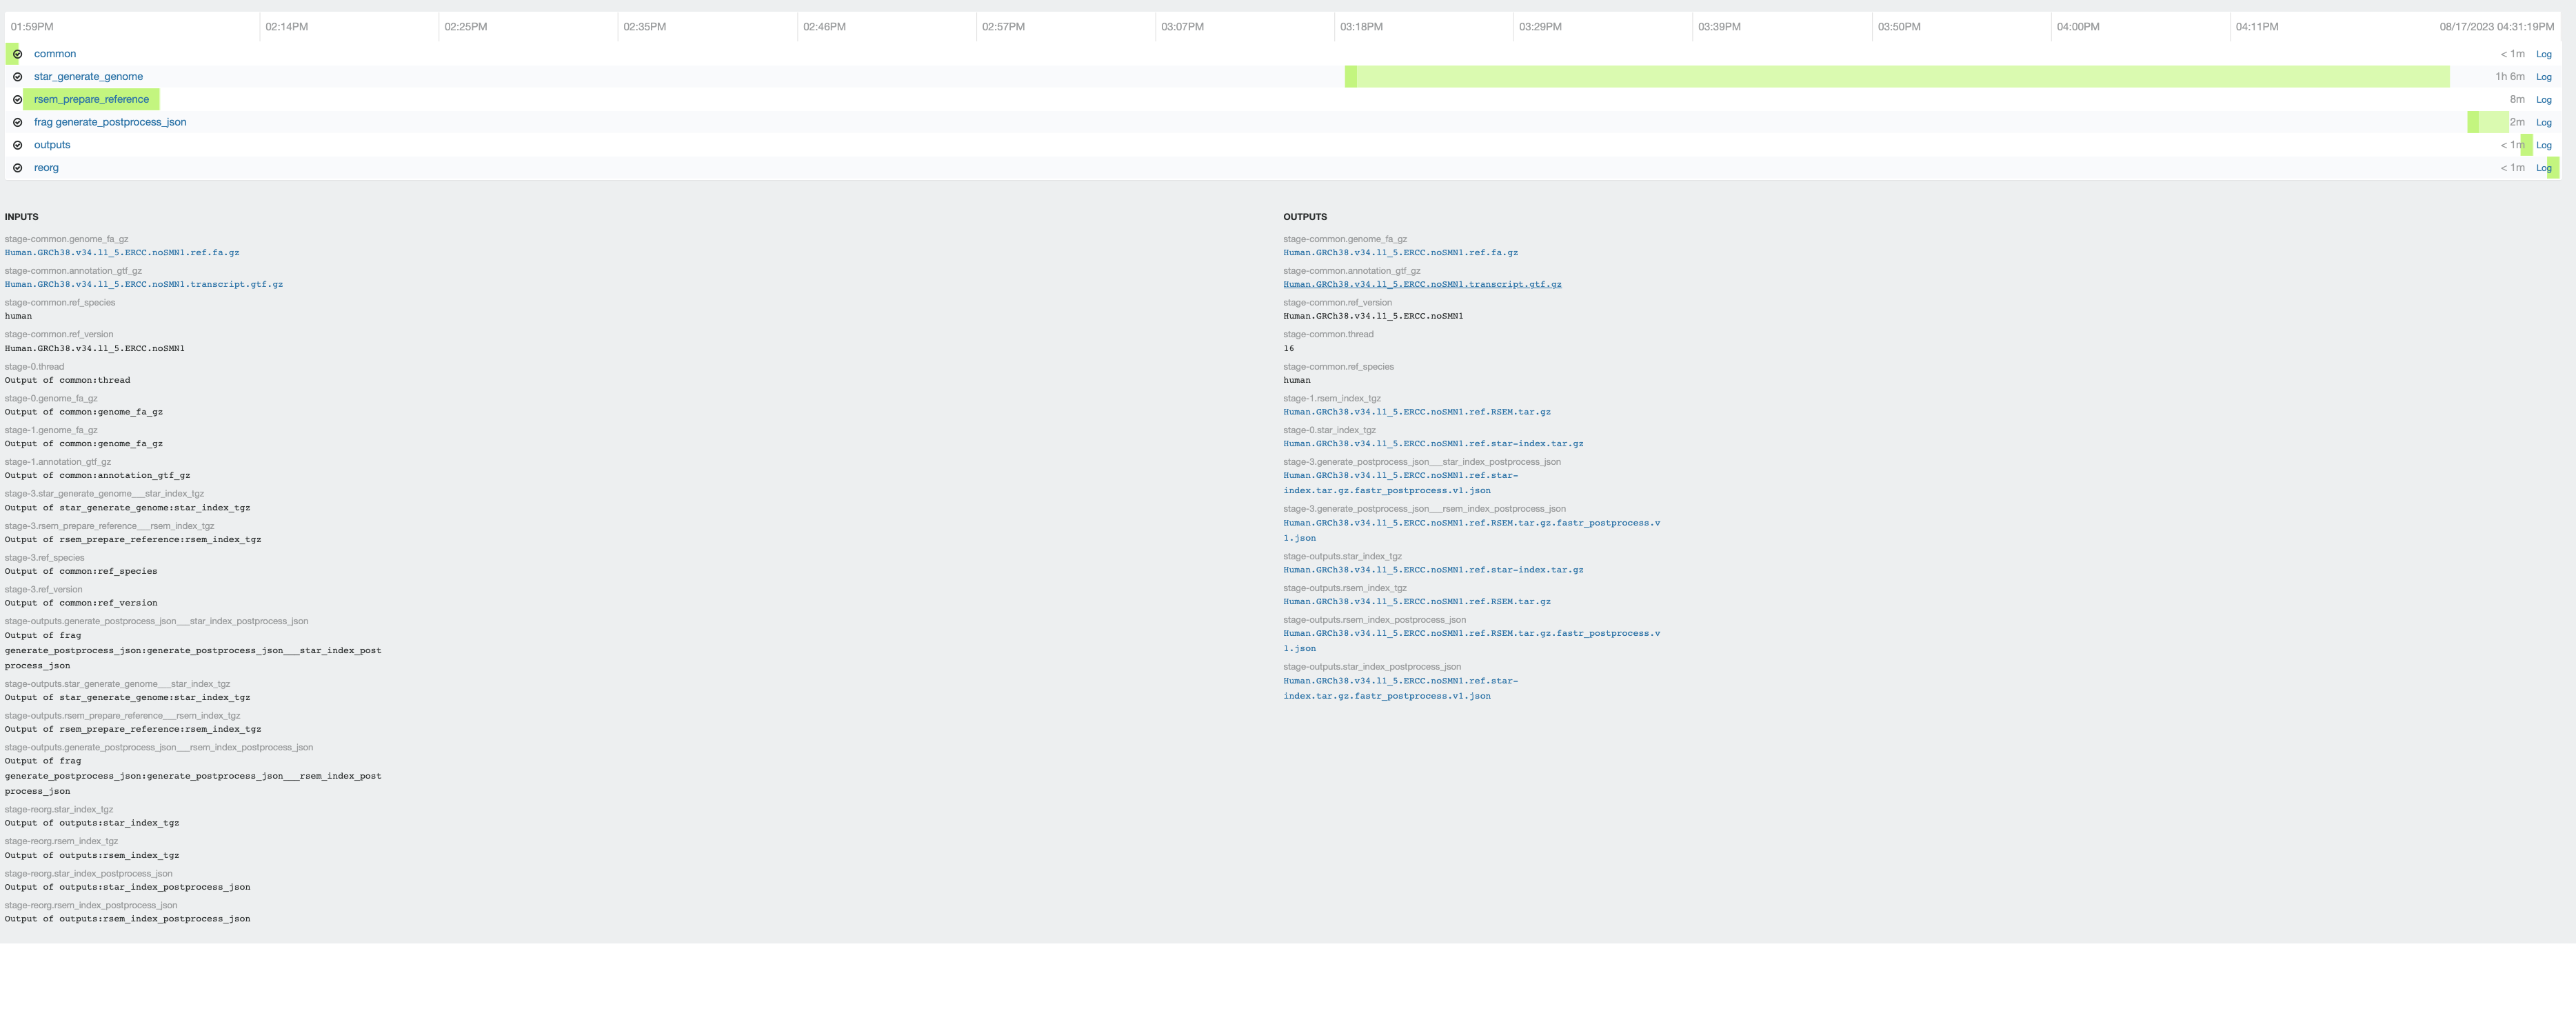 01:59PM 02:14PM 02:25PM 02:35PM 02:46PM 02:57PM 03:07PM 03:18PM 03:29PM 03:39PM 03:50PM 04:00PM 04:11PM 08/17/2023 04:31:19PM
common < 1m Log
star_generate_genome 1h 6m Log
rsem_prepare_reference 8m Log
frag generate_postprocess_json 2m Log
outputs < 1m Log
reorg < 1m Log
INPUTS
stage-common.genome_fa_gz
Human.GRCh38.v34.l1_5.ERCC.noSMN1.ref.fa.gz
stage-common.annotation_gtf_gz
Human.GRCh38.v34.l1_5.ERCC.noSMN1.transcript.gtf.gz
stage-common.ref_species
human
stage-common.ref_version
Human.GRCh38.v34.l1_5.ERCC.noSMN1
stage-0.thread
Output of common:thread
stage-0.genome_fa_gz
Output of common:genome_fa_gz
stage-1.genome_fa_gz
Output of common:genome_fa_gz
stage-1.annotation_gtf_gz
Output of common:annotation_gtf_gz
stage-3.star_generate_genome___star_index_tgz
Output of star_generate_genome:star_index_tgz
stage-3.rsem_prepare_reference___rsem_index_tgz
Output of rsem_prepare_reference:rsem_index_tgz
stage-3.ref_species
Output of common:ref_species
stage-3.ref_version
Output of common:ref_version
stage-outputs.generate_postprocess_json___star_index_postprocess_json
Output of frag
generate_postprocess_json:generate_postprocess_json___star_index_post
process_json
stage-outputs.star_generate_genome___star_index_tgz
Output of star_generate_genome:star_index_tgz
stage-outputs.rsem_prepare_reference___rsem_index_tgz
Output of rsem_prepare_reference:rsem_index_tgz
stage-outputs.generate_postprocess_json___rsem_index_postprocess_json
Output of frag
generate_postprocess_json:generate_postprocess_json___rsem_index_post
process_json
stage-reorg.star_index_tgz
Output of outputs:star_index_tgz
stage-reorg.rsem_index_tgz
Output of outputs:rsem_index_tgz
stage-reorg.star_index_postprocess_json
Output of outputs:star_index_postprocess_json
stage-reorg.rsem_index_postprocess_json
Output of outputs:rsem_index_postprocess_json
OUTPUTS
stage-common.genome_fa_gz
Human.GRCh38.v34.l1_5.ERCC.noSMN1.ref.fa.gz
stage-common.annotation_gtf_gz
Human.GRCh38.v34.l1_5.ERCC.noSMN1.transcript.gtf.gz
stage-common.ref_version
Human.GRCh38.v34.l1_5.ERCC.noSMN1
stage-common.thread
16
stage-common.ref_species
human
stage-1.rsem_index_tgz
Human.GRCh38.v34.l1_5.ERCC.noSMN1.ref.RSEM.tar.gz
stage-0.star_index_tgz
Human.GRCh38.v34.l1_5.ERCC.noSMN1.ref.star-index.tar.gz
stage-3.generate_postprocess_json___star_index_postprocess_json
Human.GRCh38.v34.l1_5.ERCC.noSMN1.ref.star-
index.tar.gz.fastr_postprocess.v1.json
stage-3.generate_postprocess_json___rsem_index_postprocess_json
Human.GRCh38.v34.l1_5.ERCC.noSMN1.ref.RSEM.tar.gz.fastr_postprocess.v
1.json
stage-outputs.star_index_tgz
Human.GRCh38.v34.l1_5.ERCC.noSMN1.ref.star-index.tar.gz
stage-outputs.rsem_index_tgz
Human.GRCh38.v34.l1_5.ERCC.noSMN1.ref.RSEM.tar.gz
stage-outputs.rsem_index_postprocess_json
Human.GRCh38.v34.l1_5.ERCC.noSMN1.ref.RSEM.tar.gz.fastr_postprocess.v
1.json
stage-outputs.star_index_postprocess_json
Human.GRCh38.v34.l1_5.ERCC.noSMN1.ref.star-
index.tar.gz.fastr_postprocess.v1.json